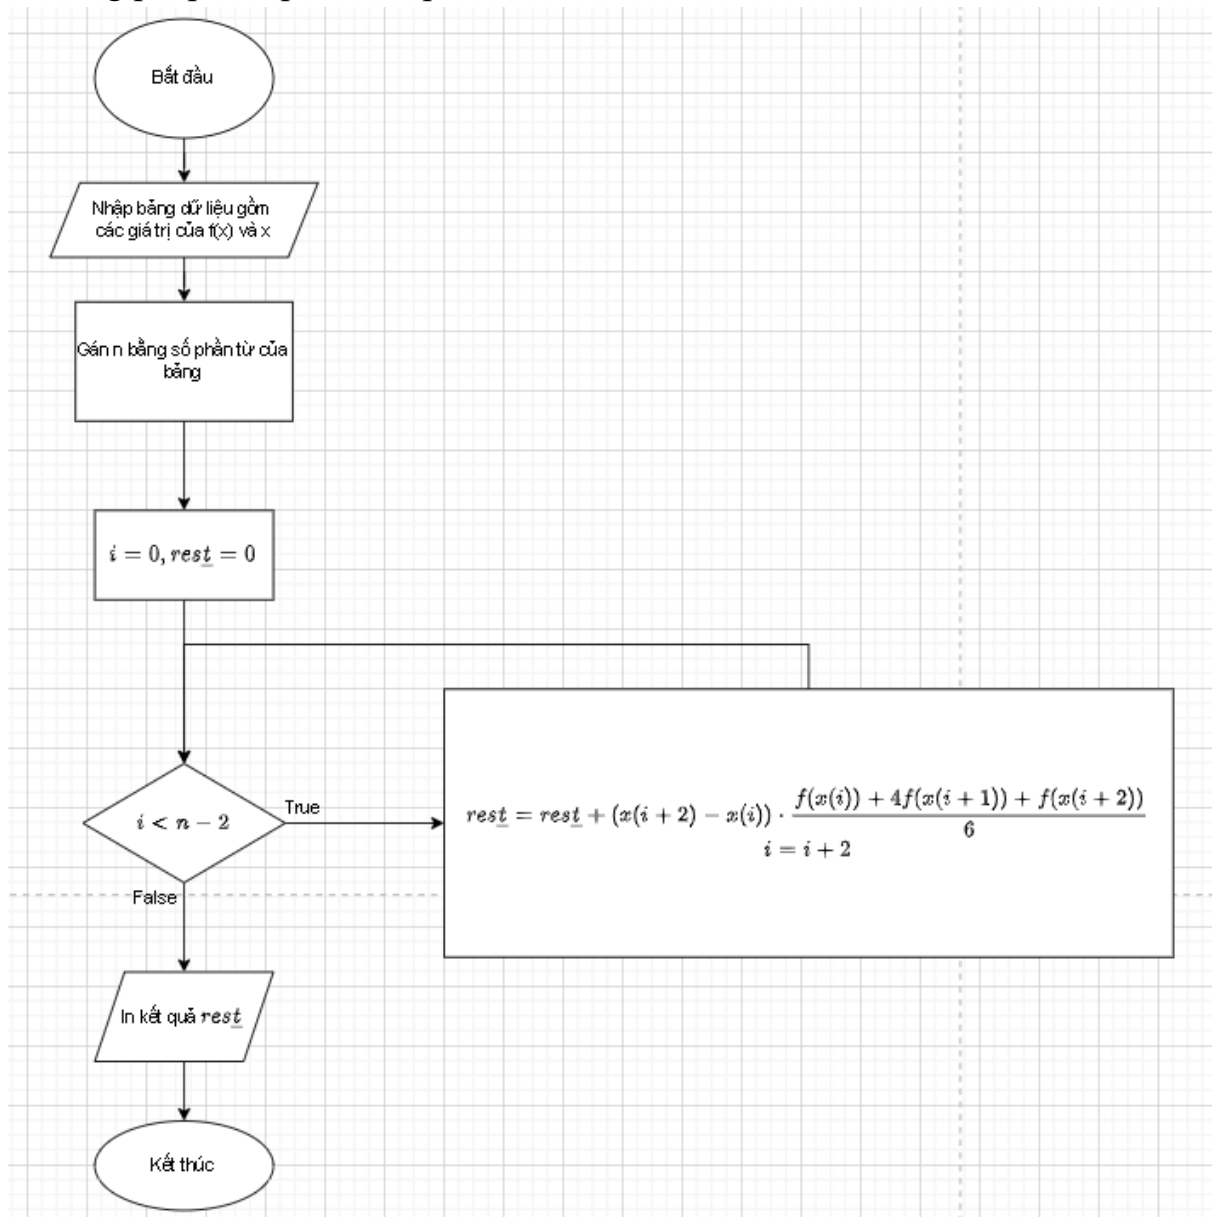 Bắt đầu
Nhập bảng dữ liệu gồm
các giá trị của f(x) và x
Gán n bằng số phần từ của
bảng
i = 0, rest = 0
i < n − 2
True
rest = rest + (x(i + 2) − x(i)) · \frac{f(x(i)) + 4f(x(i + 1)) + f(x(i + 2))}{6}
i = i + 2
False
In kết quả rest
Kết thúc